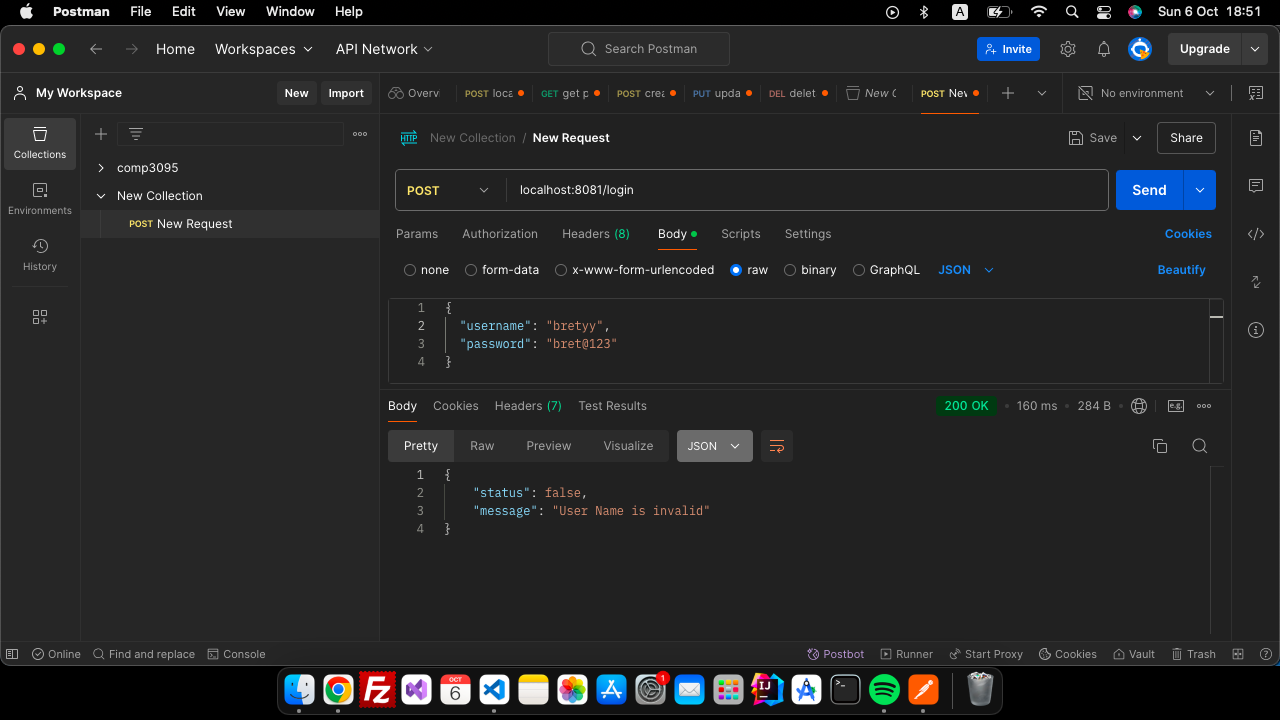 Postman File Edit View Window Help A Sun 6 Oct 18:51
Home Workspaces API Network Search Postman Invite Upgrade
My Workspace New Import Overvi POST loca GET get p POST crea PUT upda DEL delet New C POST Nev No environment
Collections
Environments
History
comp3095
New Collection
POST New Request
HTTP New Collection / New Request Save Share
POST localhost:8081/login Send
Params Authorization Headers (8) Body Scripts Settings Cookies
none form-data x-www-form-urlencoded raw binary GraphQL JSON Beautify
1 {
2 "username": "bretyy",
3 "password": "bret@123"
4 }
Body Cookies Headers (7) Test Results 200 OK 160 ms 284 B e.g.
Pretty Raw Preview Visualize JSON
1 {
2 "status": false,
3 "message": "User Name is invalid"
4 }
Online Find and replace Console Postbot Runner Start Proxy Cookies Vault Trash
Fz OCT 6 1 IJ